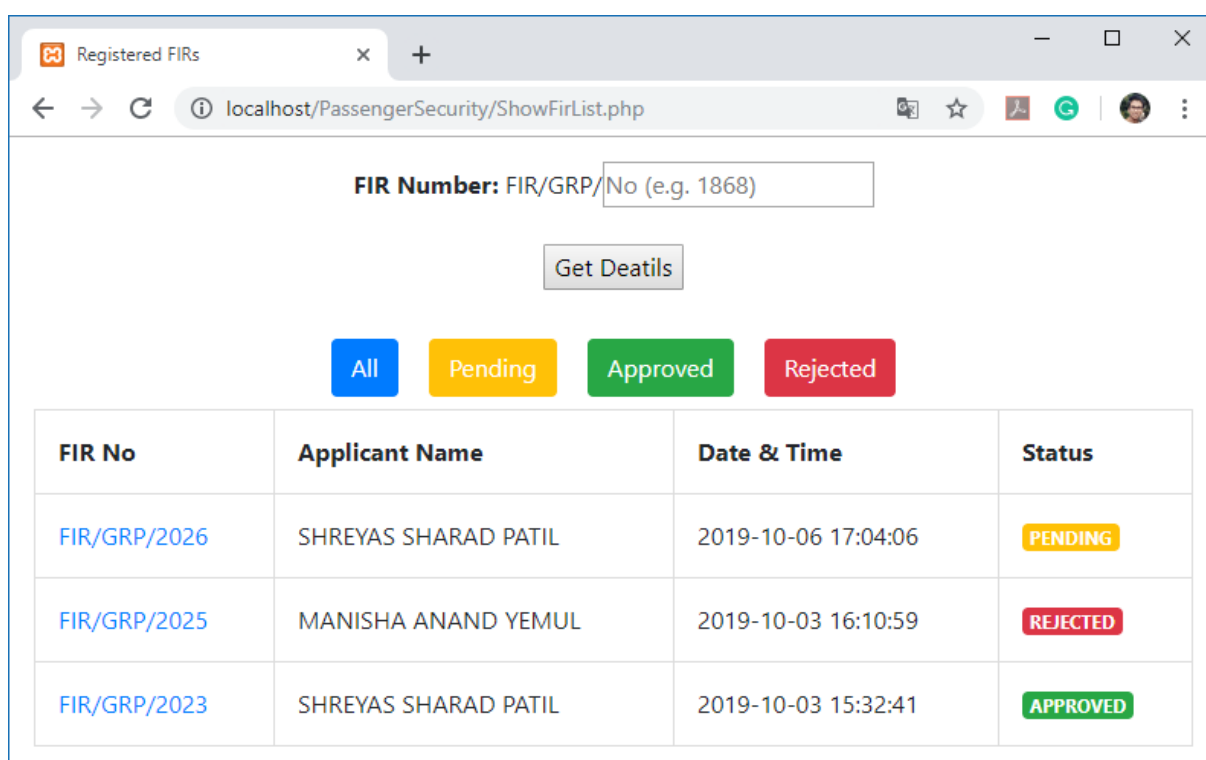 Registered FIRs
localhost/PassengerSecurity/ShowFirList.php
FIR Number: FIR/GRP/ No (e.g. 1868)
Get Deatils
All Pending Approved Rejected
FIR No Applicant Name Date & Time Status
FIR/GRP/2026 SHREYAS SHARAD PATIL 2019-10-06 17:04:06 PENDING
FIR/GRP/2025 MANISHA ANAND YEMUL 2019-10-03 16:10:59 REJECTED
FIR/GRP/2023 SHREYAS SHARAD PATIL 2019-10-03 15:32:41 APPROVED